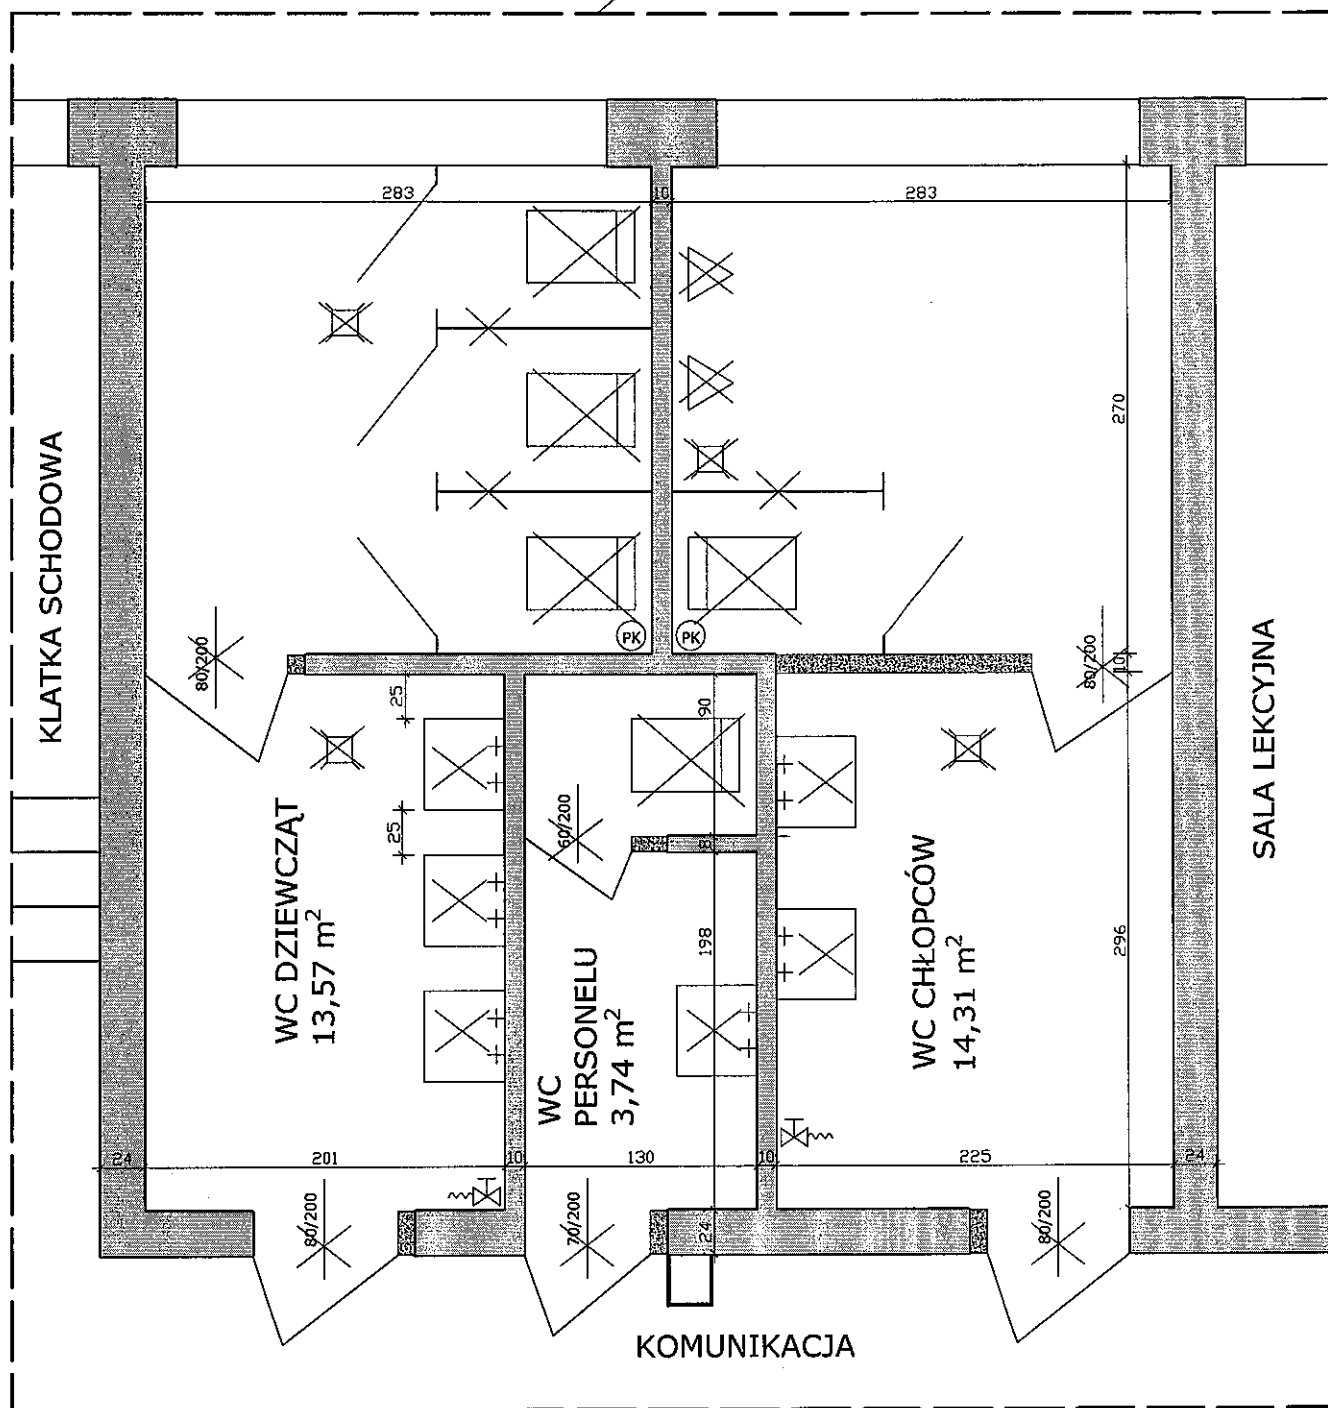 283
10
283
270
KLATKA SCHODOWA
PK
PK
80/200
80/200
10
SALA LEKCYJNA
25
90
25
60/200
8
WC DZIEWCZĄT
13,57 m²
WC
PERSONELU
3,74 m²
198
WC CHŁOPCÓW
14,31 m²
296
24
201
10
130
10
225
24
80/200
70/200
24
80/200
KOMUNIKACJA